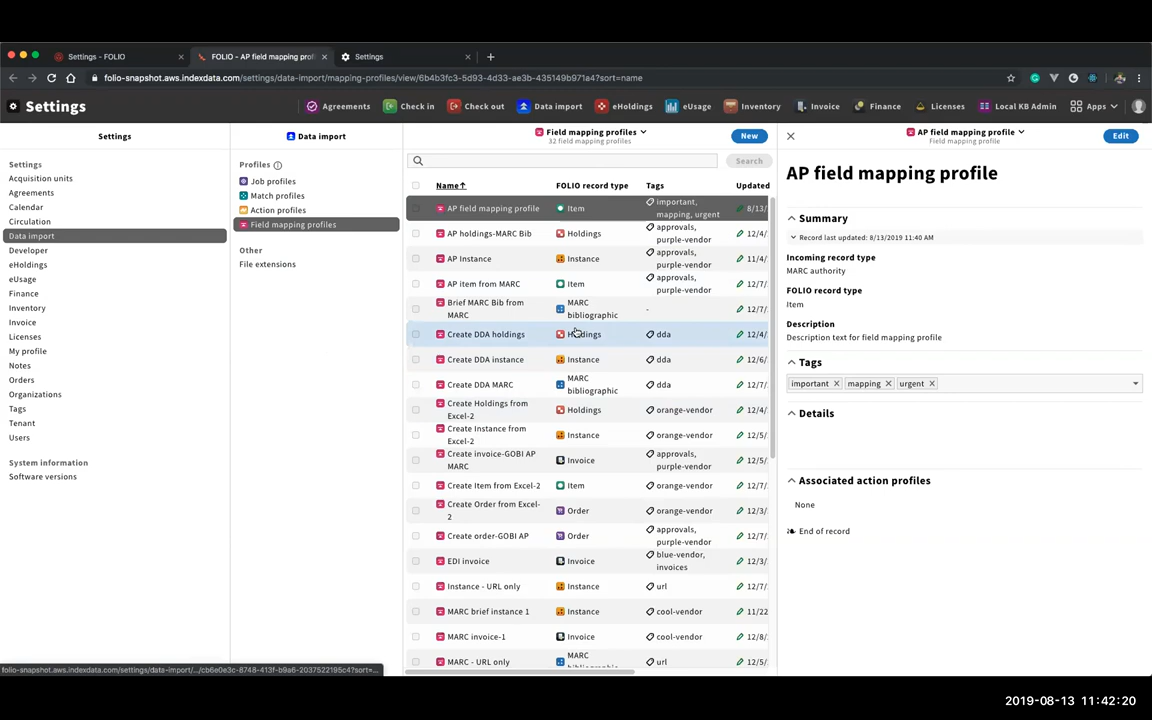 Settings - FOLIO
FOLIO - AP field mapping prof
Settings
folio-snapshot.aws.indexdata.com/settings/data-import/mapping-profiles/view/6b4b3fc3-5d93-4d33-ae3b-435149b971a4?sort=name
Settings
Agreements
Check in
Check out
Data import
eHoldings
eUsage
Inventory
Invoice
Finance
Licenses
Local KB Admin
Apps
Settings
Settings
Acquisition units
Agreements
Calendar
Circulation
Data import
Developer
eHoldings
eUsage
Finance
Inventory
Invoice
Licenses
My profile
Notes
Orders
Organizations
Tags
Tenant
Users
System information
Software versions
Data import
Profiles
Job profiles
Match profiles
Action profiles
Field mapping profiles
Other
File extensions
Field mapping profiles
32 field mapping profiles
New
Search
Name FOLIO record type Tags Updated
AP field mapping profile Item important, mapping, urgent 8/13/
AP holdings-MARC Bib Holdings approvals, purple-vendor 12/4/
AP Instance Instance approvals, purple-vendor 11/4/
AP item from MARC Item approvals, purple-vendor 12/7/
Brief MARC Bib from MARC MARC bibliographic - 12/7/
Create DDA holdings Holdings dda 12/4/
Create DDA instance Instance dda 12/6/
Create DDA MARC MARC bibliographic dda 12/7/
Create Holdings from Excel-2 Holdings orange-vendor 12/4/
Create Instance from Excel-2 Instance orange-vendor 12/5/
Create invoice-GOBI AP MARC Invoice approvals, purple-vendor 12/5/
Create Item from Excel-2 Item orange-vendor 12/7/
Create Order from Excel-2 Order orange-vendor 12/3/
Create order-GOBI AP Order approvals, purple-vendor 12/7/
EDI invoice Invoice blue-vendor, invoices 12/3/
Instance - URL only Instance url 12/7/
MARC brief instance 1 Instance cool-vendor 11/22
MARC invoice-1 Invoice cool-vendor 12/8/
MARC - URL only MARC bibliographic url 12/5/
AP field mapping profile
Field mapping profile
Edit
AP field mapping profile
Summary
Record last updated: 8/13/2019 11:40 AM
Incoming record type
MARC authority
FOLIO record type
Item
Description
Description text for field mapping profile
Tags
important mapping urgent
Details
Associated action profiles
None
End of record
folio-snapshot.aws.indexdata.com/settings/data-import/.../cb6e0e3c-8748-413f-b9a6-2037522195c4?sort=...
2019-08-13 11:42:20